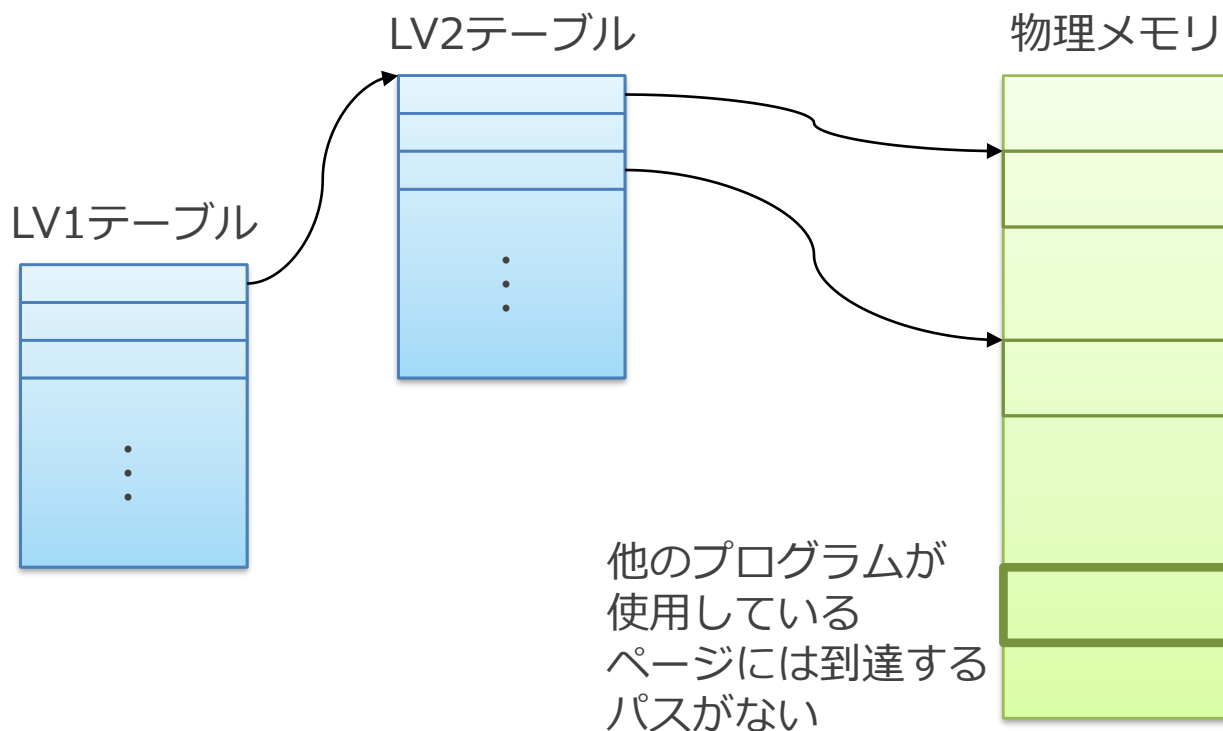 LV2テーブル
物理メモリ
LV1テーブル
他のプログラムが
使用している
ページには到達する
パスがない